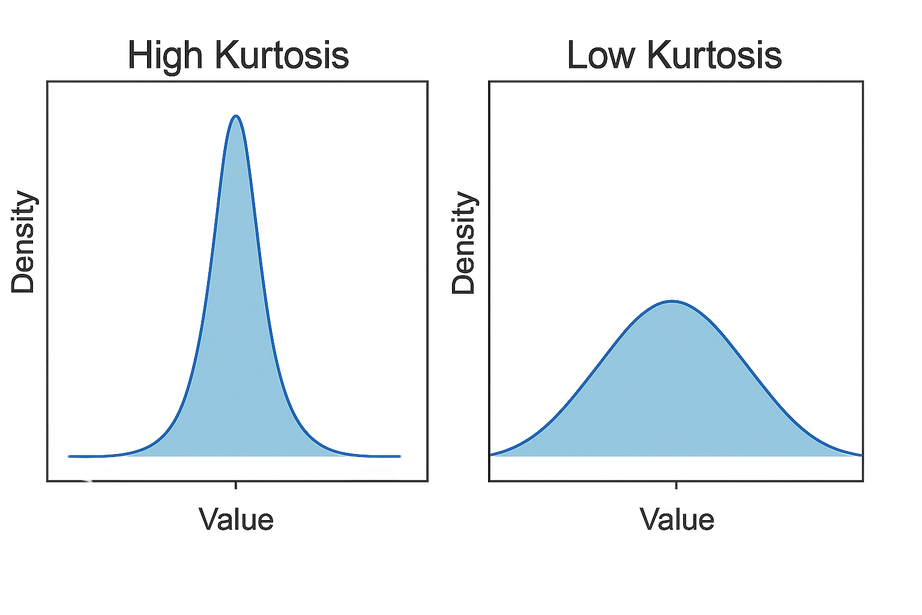 High Kurtosis
Density
Value
Low Kurtosis
Density
Value